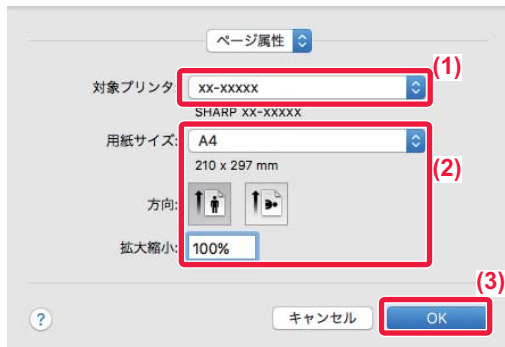 ページ属性
(1)
対象プリンタ: xx-xxxxx
SHARP xx-xxxxx
用紙サイズ: A4
210 x 297 mm
(2)
方向:
拡大縮小: 100%
(3)
? キャンセル OK